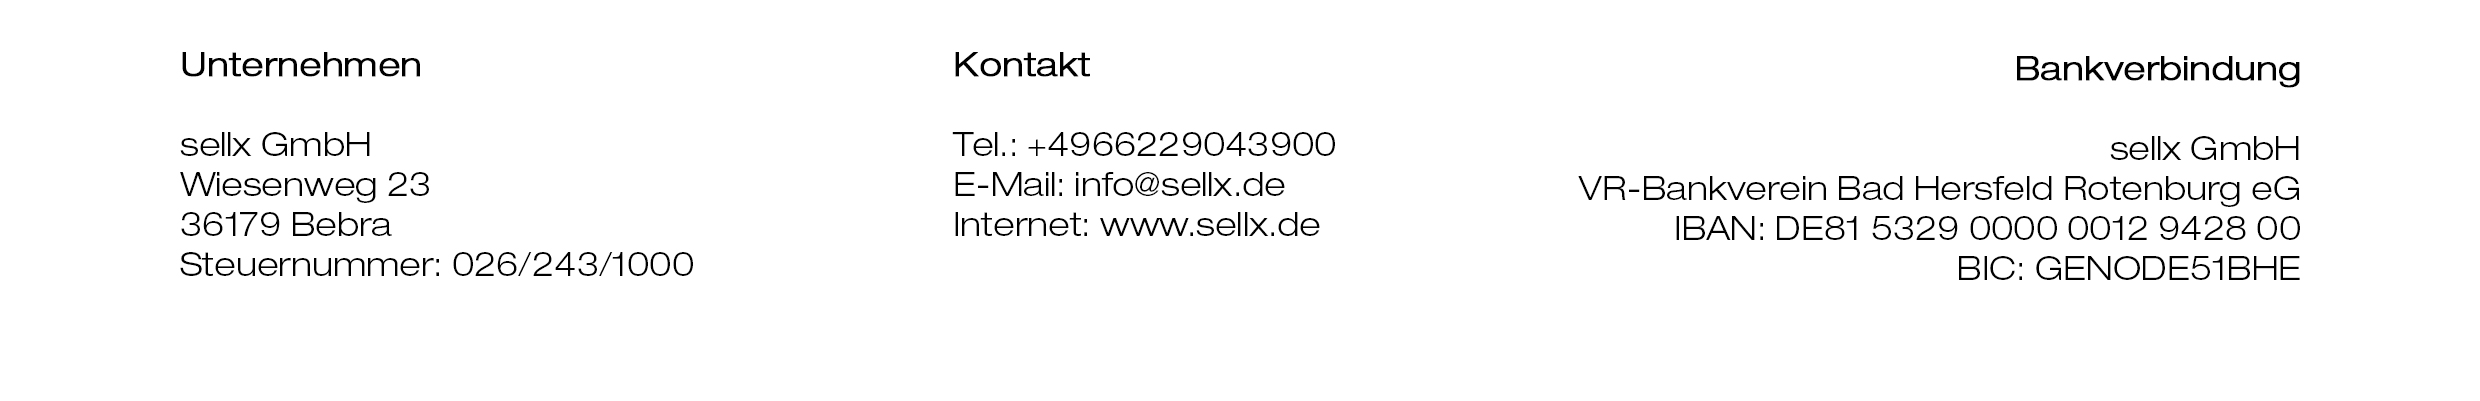 Unternehmen
sellx GmbH
Wiesenweg 23
36179 Bebra
Steuernummer: 026/243/1000
Kontakt
Tel.: +4966229043900
E-Mail: info@sellx.de
Internet: www.sellx.de
Bankverbindung
sellx GmbH
VR-Bankverein Bad Hersfeld Rotenburg eG
IBAN: DE81 5329 0000 0012 9428 00
BIC: GENODE51BHE